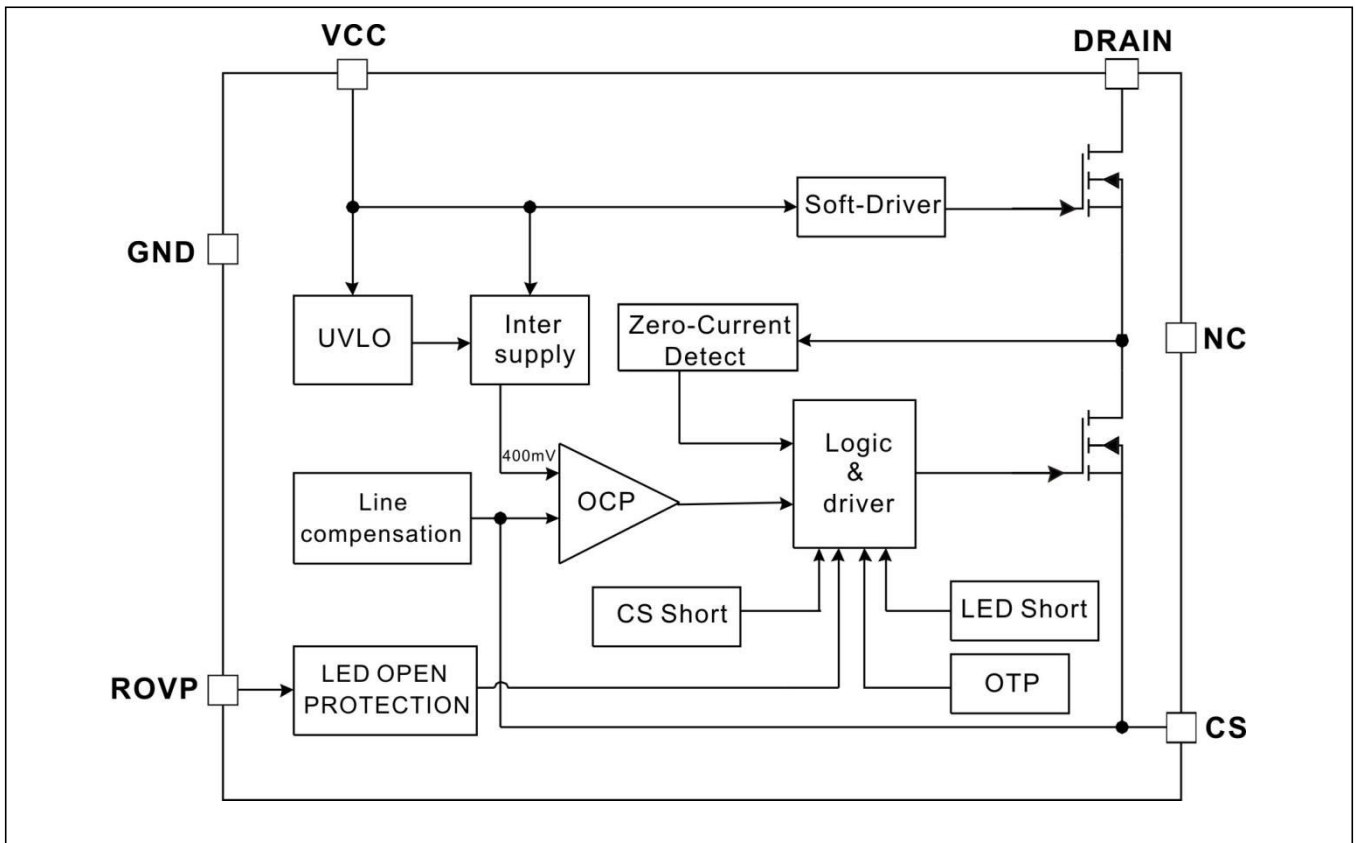 VCC
DRAIN
Soft-Driver
GND
UVLO
Inter
supply
Zero-Current
Detect
NC
400mV
Logic
&
driver
Line
compensation
OCP
CS Short
LED Short
ROVP
LED OPEN
PROTECTION
OTP
CS